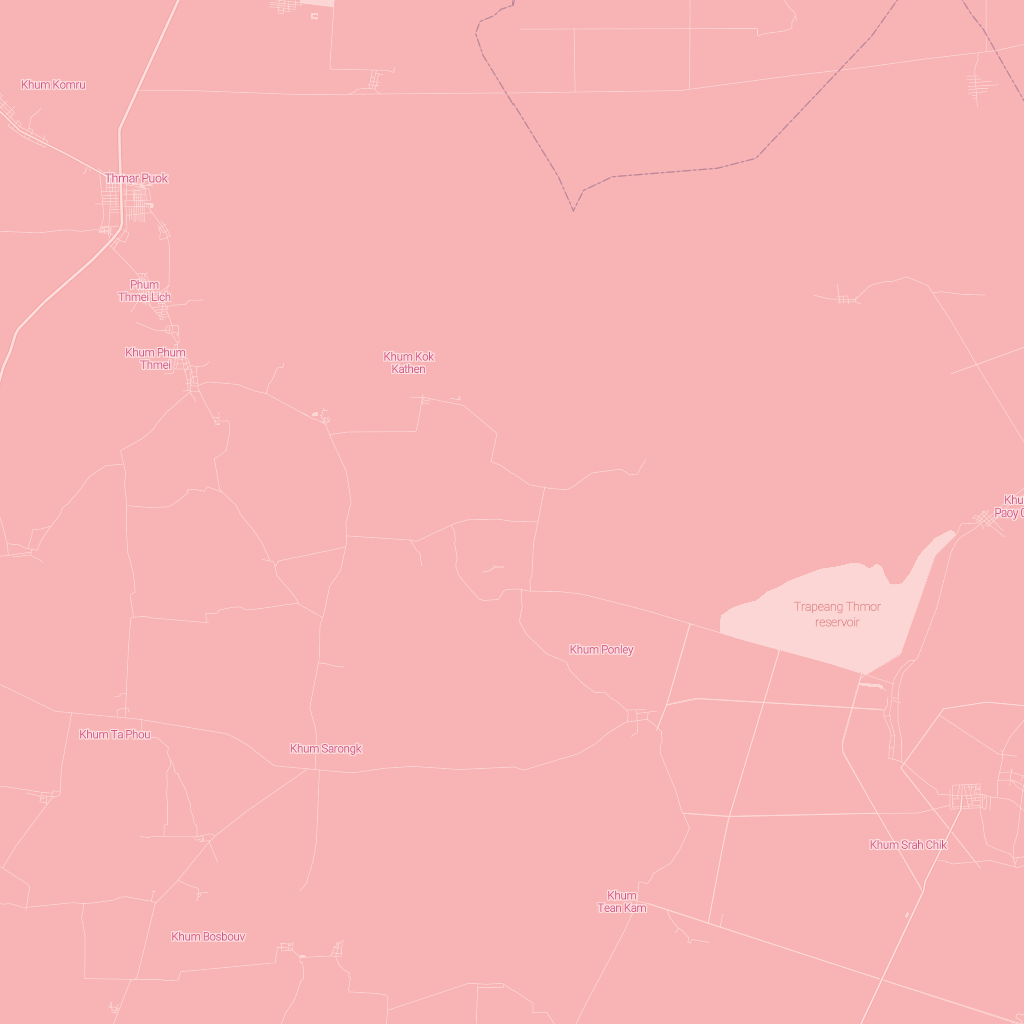 Khum Komru
Thmar Puok
Phum
Thmei Lich
Khum Phum
Thmei
Khum Kok
Kathen
Khu
Paoy
Trapeang Thmor
reservoir
Khum Ponley
Khum Ta Phou
Khum Sarongk
Khum Srah Chik
Khum
Tean Kam
Khum Bosbouv